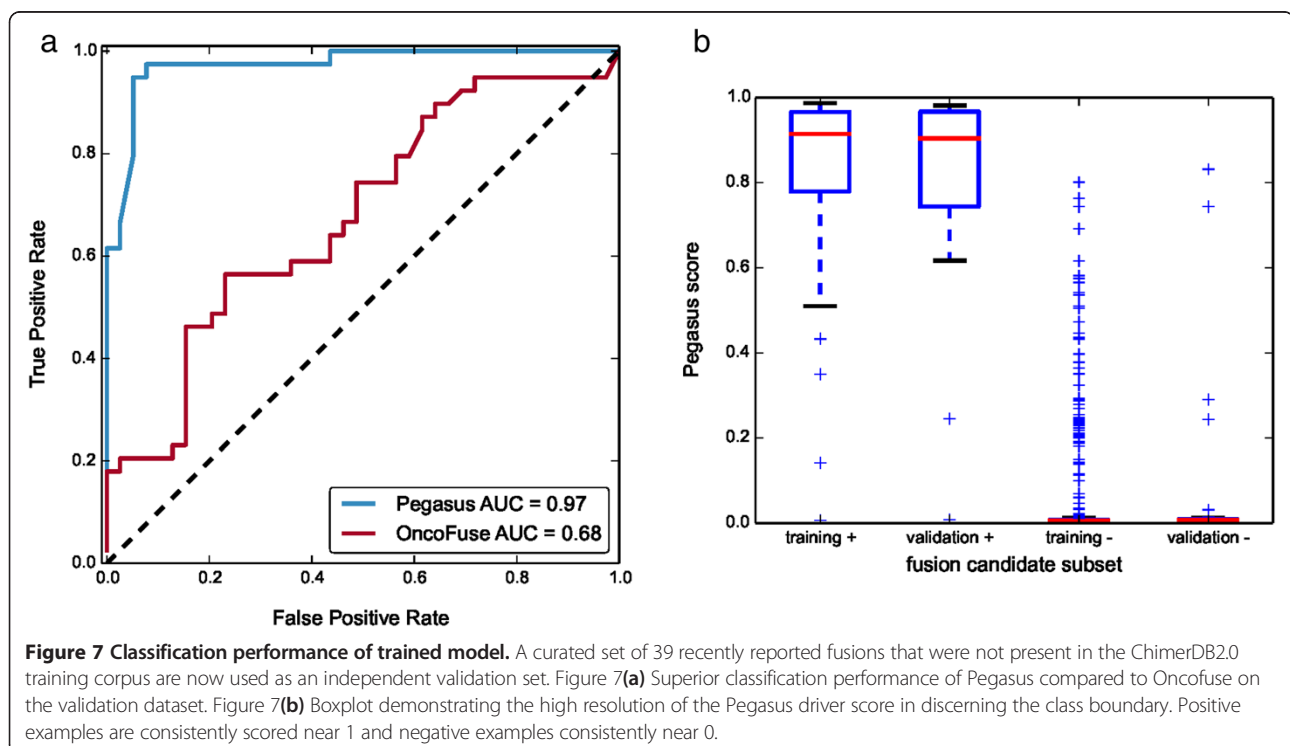 a
1.0
0.8
0.6
0.4
0.2
0.0
True Positive Rate
0.0 0.2 0.4 0.6 0.8 1.0
False Positive Rate
Pegasus AUC = 0.97
OncoFuse AUC = 0.68
b
1.0
0.8
0.6
0.4
0.2
0.0
Pegasus score
training + validation + training - validation -
fusion candidate subset
Figure 7 Classification performance of trained model. A curated set of 39 recently reported fusions that were not present in the ChimerDB2.0
training corpus are now used as an independent validation set. Figure 7(a) Superior classification performance of Pegasus compared to Oncofuse on
the validation dataset. Figure 7(b) Boxplot demonstrating the high resolution of the Pegasus driver score in discerning the class boundary. Positive
examples are consistently scored near 1 and negative examples consistently near 0.